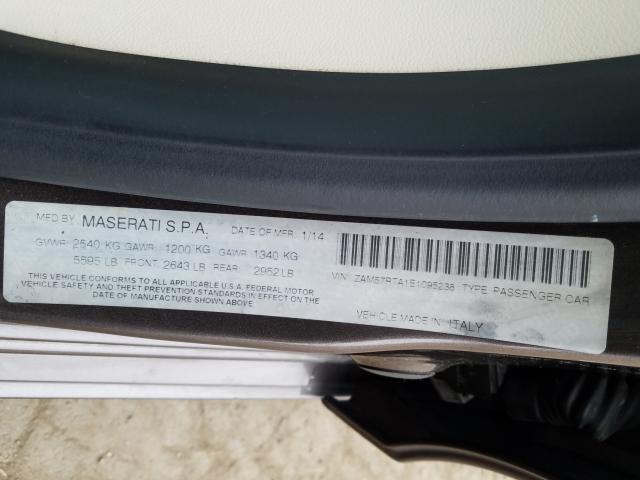 MFD BY MASERATI S.P.A. DATE OF MFR 1/14
GVWR 2540 KG GAWR 1200 KG GAWR 1340 KG
5595 LB FRONT 2643 LB REAR 2952 LB
THIS VEHICLE CONFORMS TO ALL APPLICABLE U.S.A. FEDERAL MOTOR
VEHICLE SAFETY AND THEFT PREVENTION STANDARDS IN EFFECT ON THE
DATE OF MANUFACTURE SHOWN ABOVE
VIN: ZAM57RTA1E1095238 TYPE PASSENGER CAR
VEHICLE MADE IN ITALY